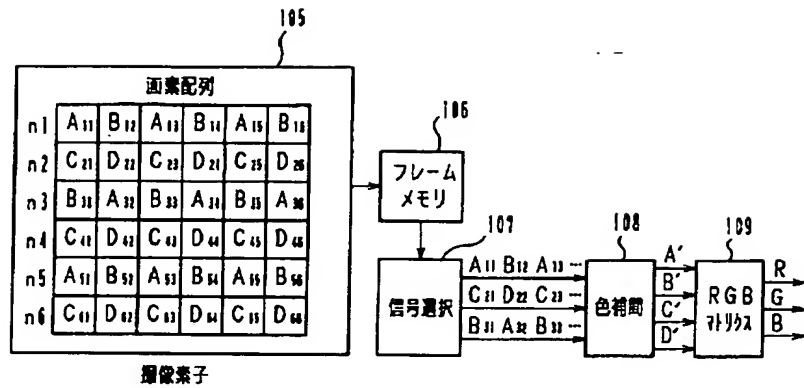 105
画素配列
n1 A11 B12 A13 B14 A15 B16
n2 C21 D22 C23 D24 C25 D26
n3 B31 A32 B33 A34 B35 A36
n4 C41 D42 C43 D44 C45 D46
n5 A51 B52 A53 B54 A55 B56
n6 C61 D62 C63 D64 C65 D66
撮像素子
106
フレーム
メモリ
107
信号選択
A11 B12 A13 ···
C21 D22 C23 ···
B31 A32 B33 ···
108
色補間
A′
B′
C′
D′
109
RGB
マトリクス
R
G
B